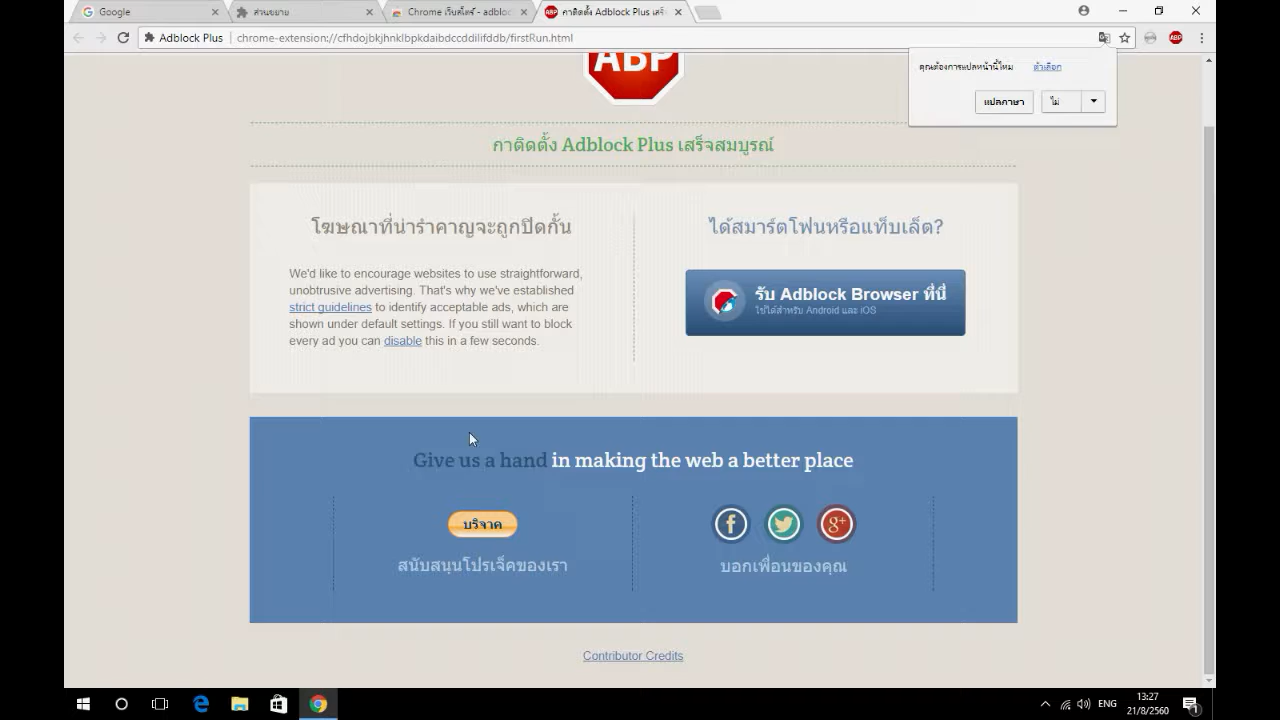 Google
ส่วนขยาย
Chrome เว็บสโตร์ - adbloc
กาติดตั้ง Adblock Plus เสร็
Adblock Plus
chrome-extension://cfhdojbkjhnklbpkdaibdccddilifddb/firstRun.html
ABP
คุณต้องการแปลหน้านี้ไหม
ตัวเลือก
แปลภาษา
ไม่
ABP
กาติดตั้ง Adblock Plus เสร็จสมบูรณ์
โฆษณาที่น่ารำคาญจะถูกปิดกั้น
We'd like to encourage websites to use straightforward,
unobtrusive advertising. That's why we've established
strict guidelines to identify acceptable ads, which are
shown under default settings. If you still want to block
every ad you can disable this in a few seconds.
ได้สมาร์ตโฟนหรือแท็บเล็ต?
รับ Adblock Browser ที่นี่
ใช้ได้สำหรับ Android และ iOS
Give us a hand in making the web a better place
บริจาค
สนับสนุนโปรเจ็คของเรา
บอกเพื่อนของคุณ
Contributor Credits
ENG
13:27
21/8/2560
1